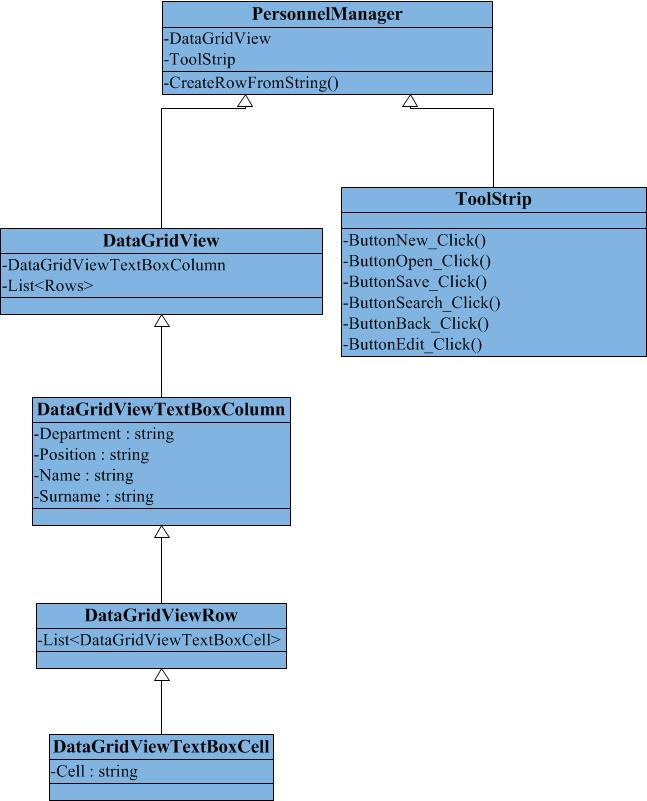 PersonnelManager
-DataGridView
-ToolStrip
-CreateRowFromString()
ToolStrip
-ButtonNew_Click()
-ButtonOpen_Click()
-ButtonSave_Click()
-ButtonSearch_Click()
-ButtonBack_Click()
-ButtonEdit_Click()
DataGridView
-DataGridViewTextBoxColumn
-List<Rows>
DataGridViewTextBoxColumn
-Department : string
-Position : string
-Name : string
-Surname : string
DataGridViewRow
-List<DataGridViewTextBoxCell>
DataGridViewTextBoxCell
-Cell : string